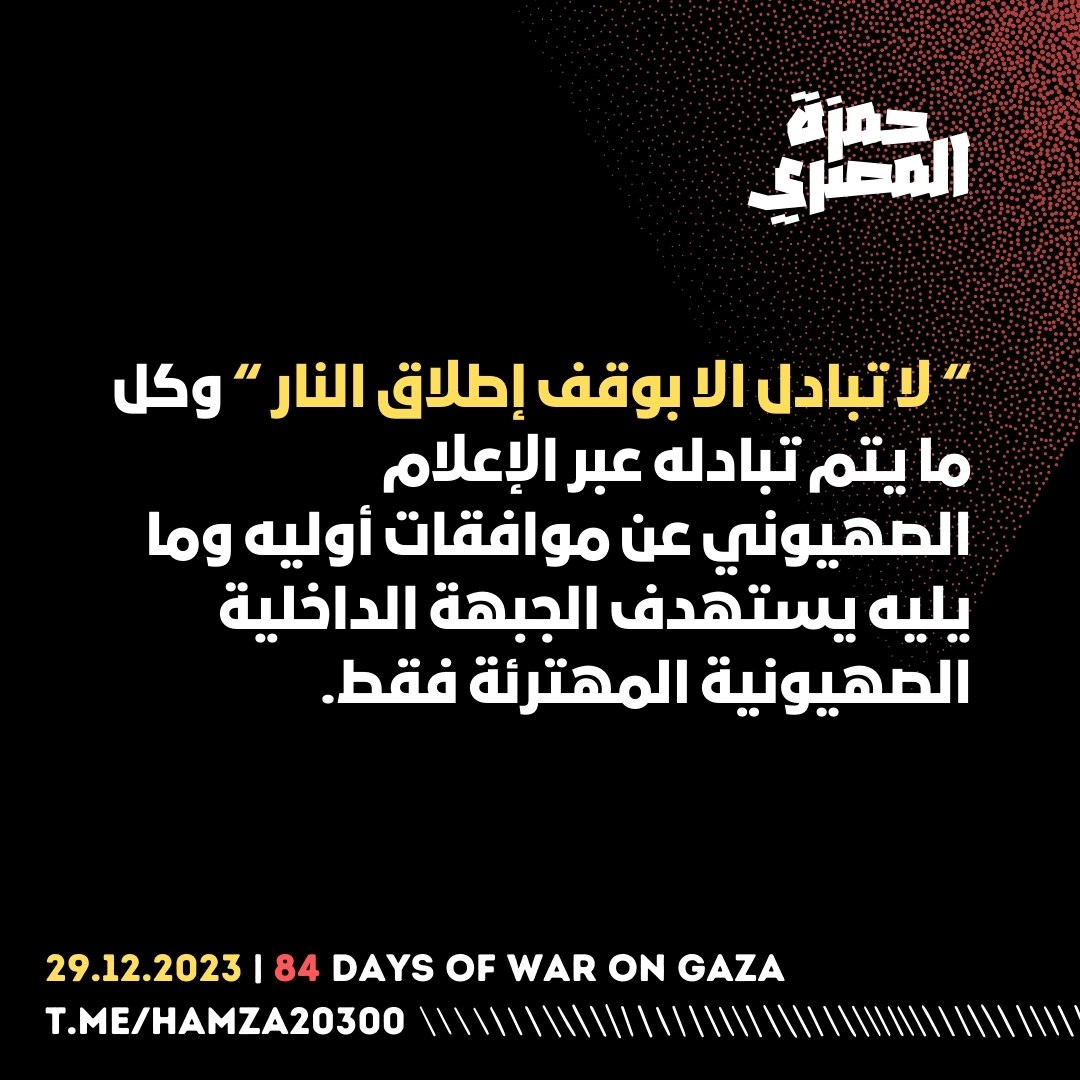 حمزة
المصري
“ لا تبادل الا بوقف إطلاق النار “ وكل
ما يتم تبادله عبر الإعلام
الصهيوني عن موافقات أوليه وما
يليه يستهدف الجبهة الداخلية
الصهيونية المهترئة فقط.
29.12.2023 | 84 DAYS OF WAR ON GAZA
T.ME/HAMZA20300